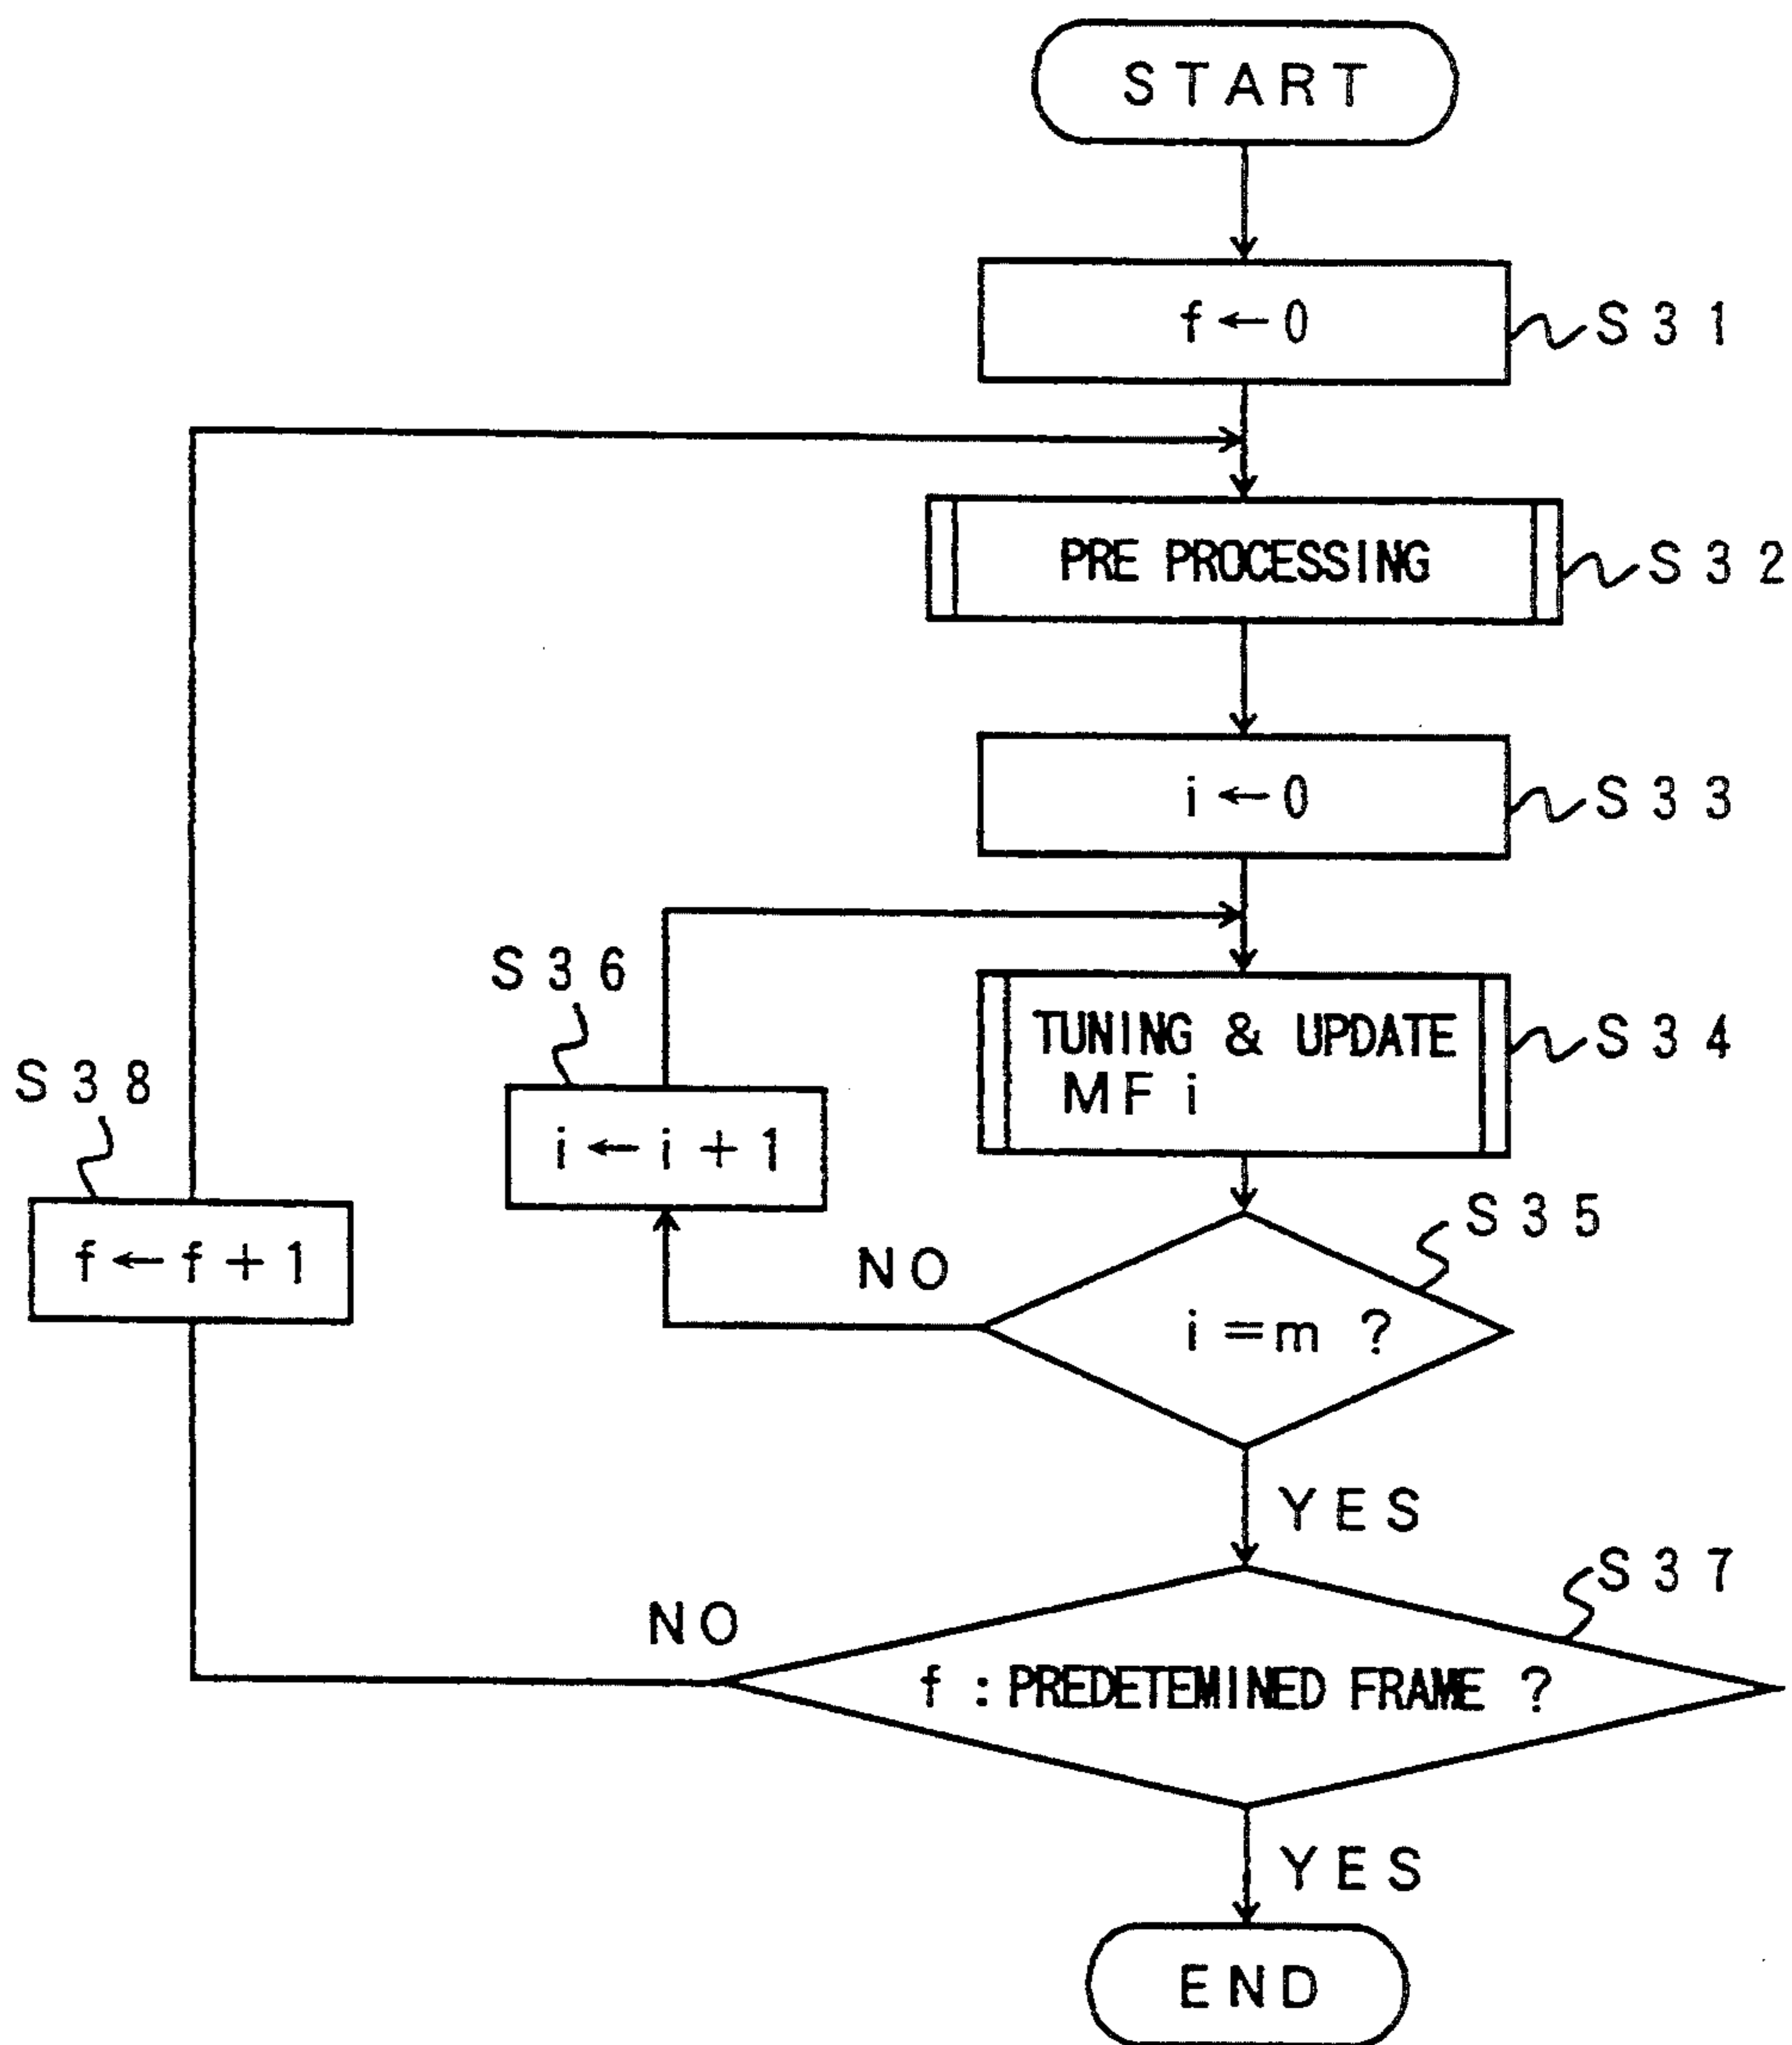 START
f←0
S31
PRE PROCESSING
S32
i←0
S33
S36
TUNING & UPDATE
MF i
S34
S38
i←i+1
f←f+1
S35
NO
i=m ?
YES
S37
NO
f : PREDETEMINED FRAME ?
YES
END